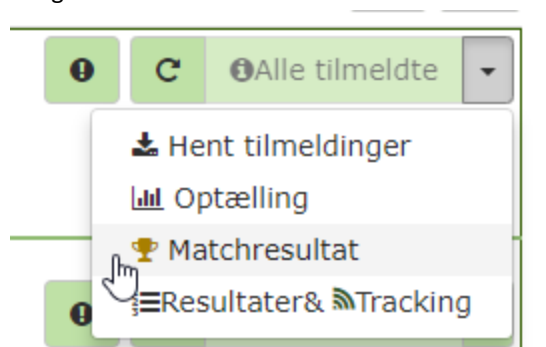 Alle tilmeldte
Hent tilmeldinger
Optælling
Matchresultat
Resultater& Tracking